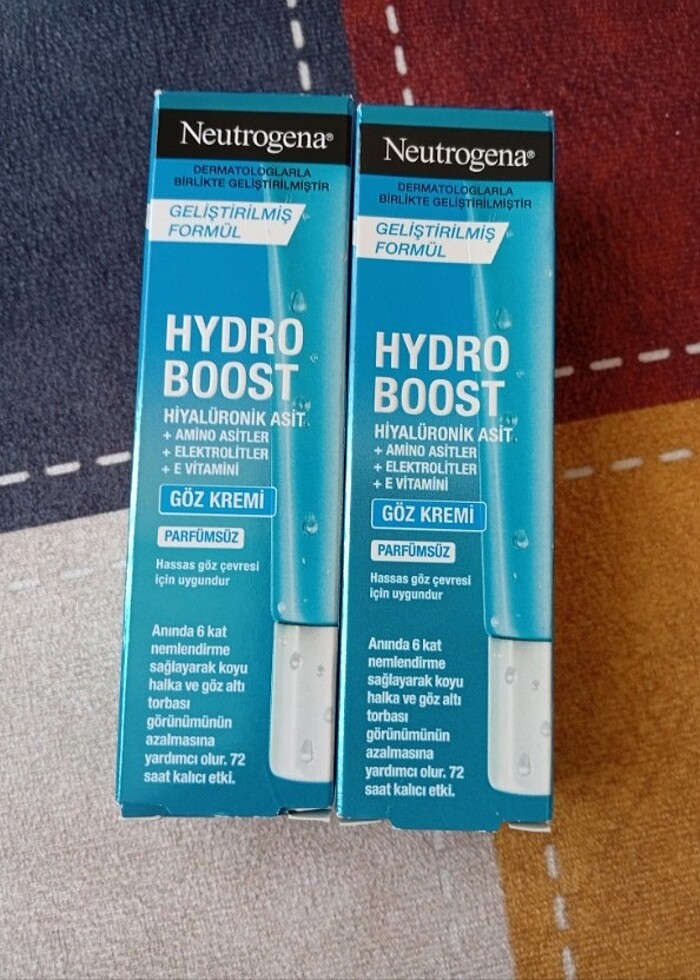 Neutrogena®
DERMATOLOGLARLA
BİRLİKTE GELİŞTİRİLMİŞTİR
GELİŞTİRİLMİŞ
FORMÜL
HYDRO
BOOST
HİYALÜRONİK ASİT
+ AMİNO ASİTLER
+ ELEKTROLİTLER
+ E VİTAMİNİ
GÖZ KREMİ
PARFÜMSÜZ
Hassas göz çevresi
için uygundur
Anında 6 kat
nemlendirme
sağlayarak koyu
halka ve göz altı
torbası
görünümünün
azalmasına
yardımcı olur. 72
saat kalıcı etki.
Neutrogena®
DERMATOLOGLARLA
BİRLİKTE GELİŞTİRİLMİŞTİR
GELİŞTİRİLMİŞ
FORMÜL
HYDRO
BOOST
HİYALÜRONİK ASİT
+ AMİNO ASİTLER
+ ELEKTROLİTLER
+ E VİTAMİNİ
GÖZ KREMİ
PARFÜMSÜZ
Hassas göz çevresi
için uygundur
Anında 6 kat
nemlendirme
sağlayarak koyu
halka ve göz altı
torbası
görünümünün
azalmasına
yardımcı olur. 72
saat kalıcı etki.